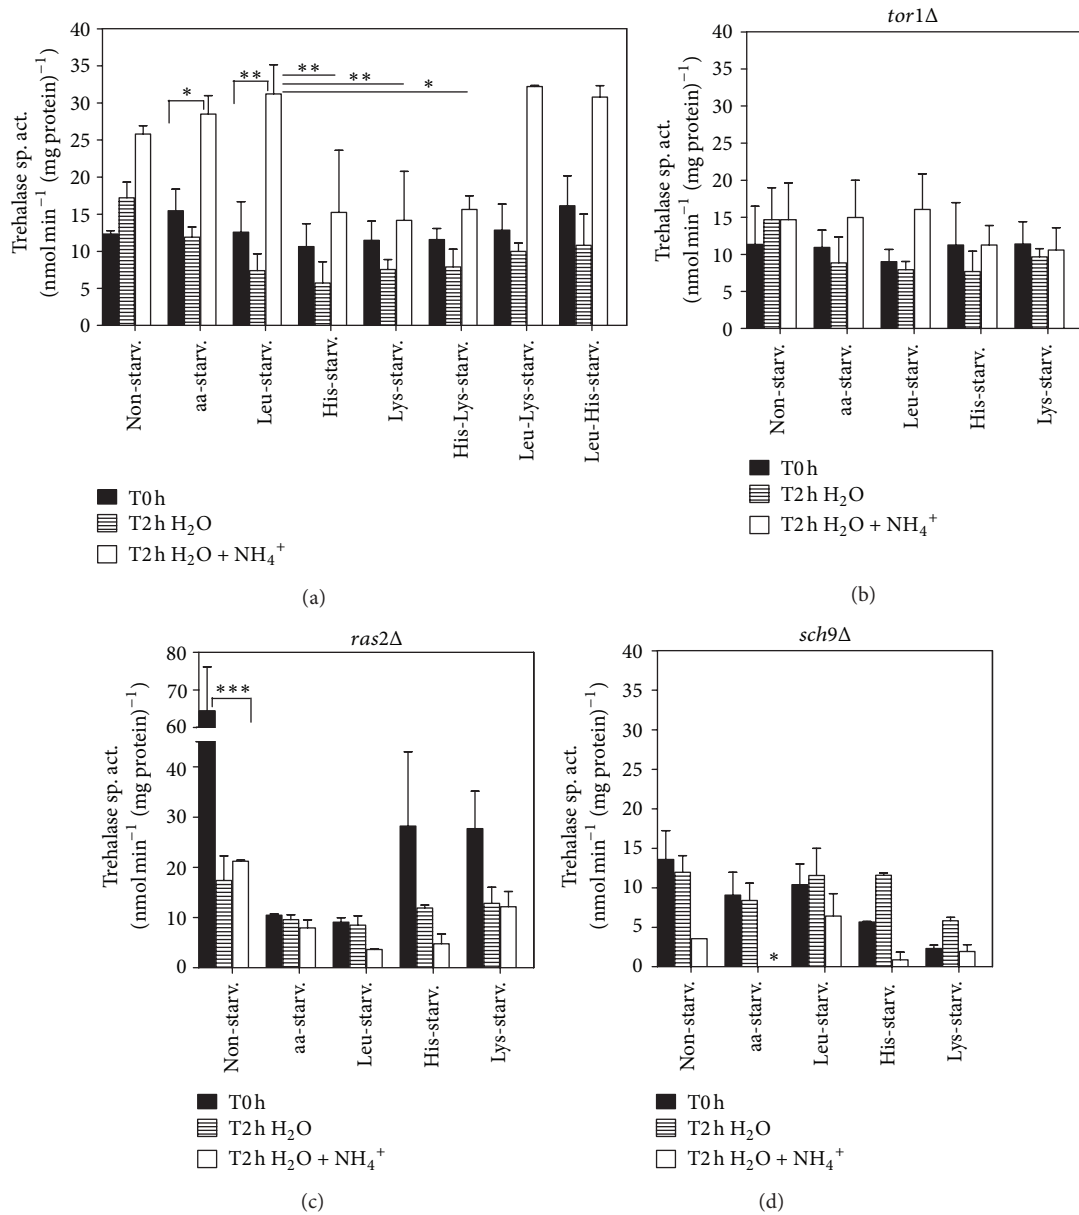 Trehalase sp. act.
(nmol min⁻¹ (mg protein)⁻¹)
40
35
30
25
20
15
10
5
0
*
**
**
**
*
Non-starv.
aa-starv.
Leu-starv.
His-starv.
Lys-starv.
His-Lys-starv.
Leu-Lys-starv.
Leu-His-starv.
T0 h
T2 h H₂O
T2 h H₂O + NH₄⁺
(a)
tor1Δ
Trehalase sp. act.
(nmol min⁻¹ (mg protein)⁻¹)
40
35
30
25
20
15
10
5
0
Non-starv.
aa-starv.
Leu-starv.
His-starv.
Lys-starv.
T0 h
T2 h H₂O
T2 h H₂O + NH₄⁺
(b)
ras2Δ
Trehalase sp. act.
(nmol min⁻¹ (mg protein)⁻¹)
80
70
60
40
30
20
10
0
***
Non-starv.
aa-starv.
Leu-starv.
His-starv.
Lys-starv.
T0 h
T2 h H₂O
T2 h H₂O + NH₄⁺
(c)
sch9Δ
Trehalase sp. act.
(nmol min⁻¹ (mg protein)⁻¹)
40
35
30
25
20
15
10
5
0
*
Non-starv.
aa-starv.
Leu-starv.
His-starv.
Lys-starv.
T0 h
T2 h H₂O
T2 h H₂O + NH₄⁺
(d)